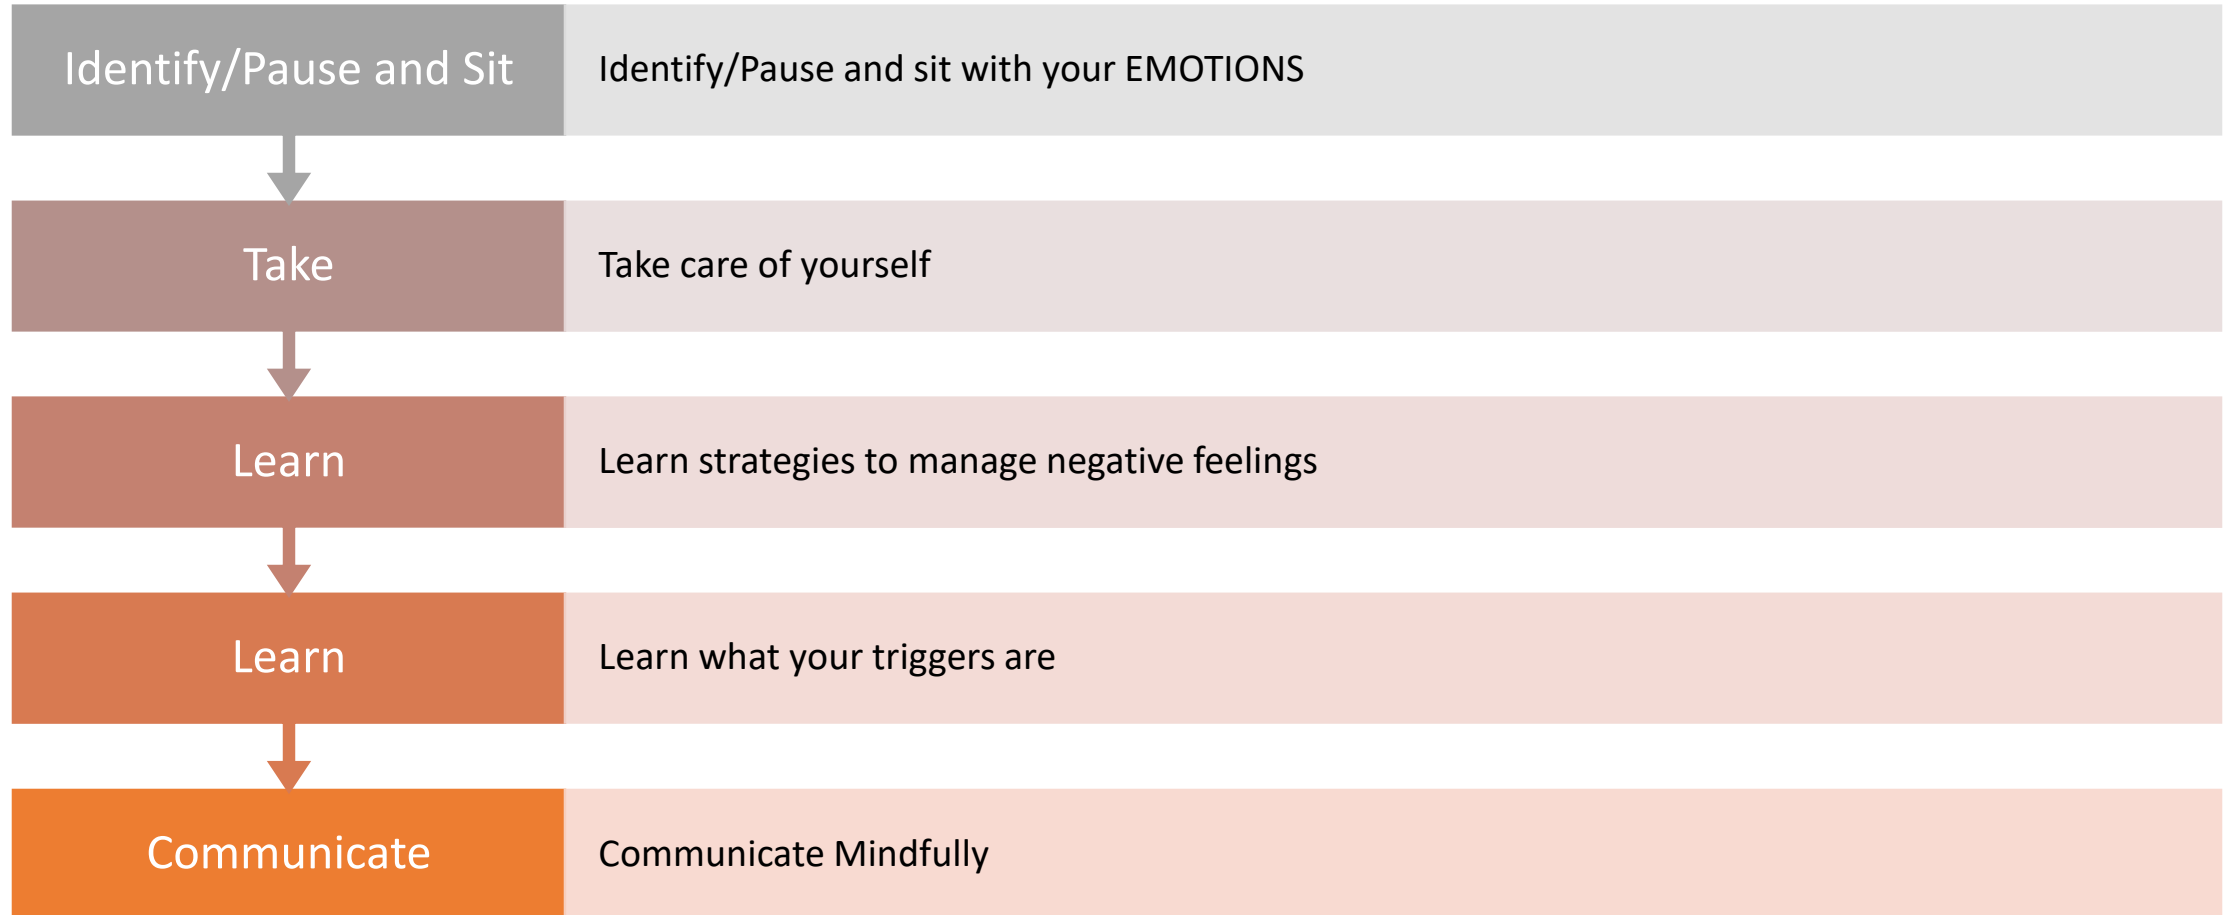 Identify/Pause and Sit
Identify/Pause and sit with your EMOTIONS
Take
Take care of yourself
Learn
Learn strategies to manage negative feelings
Learn
Learn what your triggers are
Communicate
Communicate Mindfully